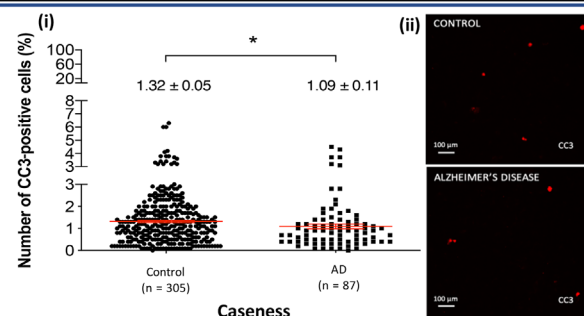 (i)
Number of CC3-positive cells (%)
100
60
20
8
7
6
5
4
3
3
2
1
0
*
1.32 ± 0.05
1.09 ± 0.11
Control
(n = 305)
AD
(n = 87)
Caseness
(ii)
CONTROL
100 µm
CC3
ALZHEIMER'S DISEASE
100 µm
CC3